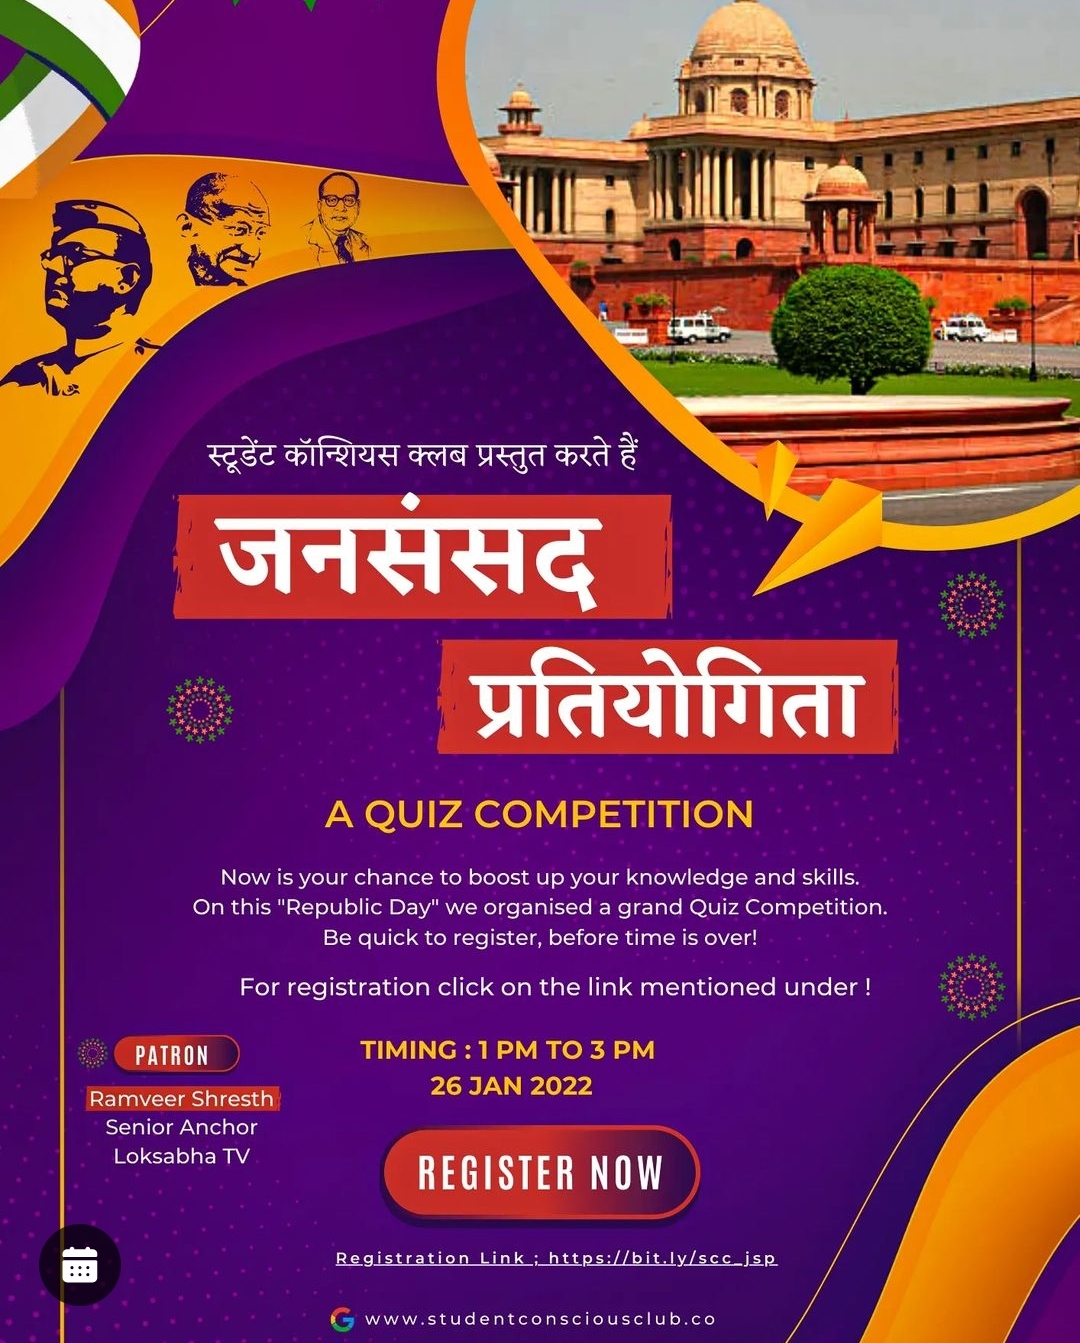 स्टूडेंट कॉन्शियस क्लब प्रस्तुत करते हैं
जनसंसद
प्रतियोगिता
A QUIZ COMPETITION
Now is your chance to boost up your knowledge and skills.
On this "Republic Day" we organised a grand Quiz Competition.
Be quick to register, before time is over!
For registration click on the link mentioned under !
PATRON
Ramveer Shresth
Senior Anchor
Loksabha TV
TIMING : 1 PM TO 3 PM
26 JAN 2022
REGISTER NOW
Registration Link ; https://bit.ly/scc_jsp
www.studentconsciousclub.co